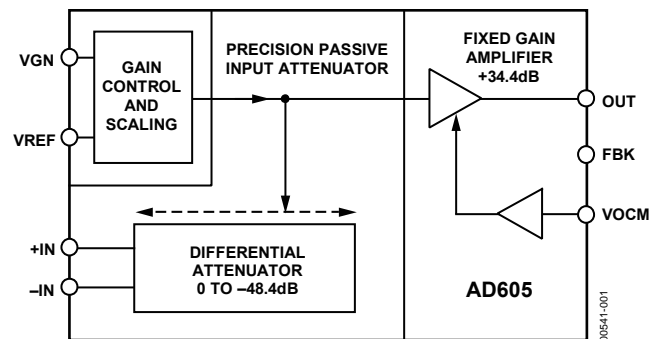 VGN
VREF
GAIN
CONTROL
AND
SCALING
PRECISION PASSIVE
INPUT ATTENUATOR
FIXED GAIN
AMPLIFIER
+34.4dB
OUT
FBK
VOCM
+IN
–IN
DIFFERENTIAL
ATTENUATOR
0 TO –48.4dB
AD605
00541-001